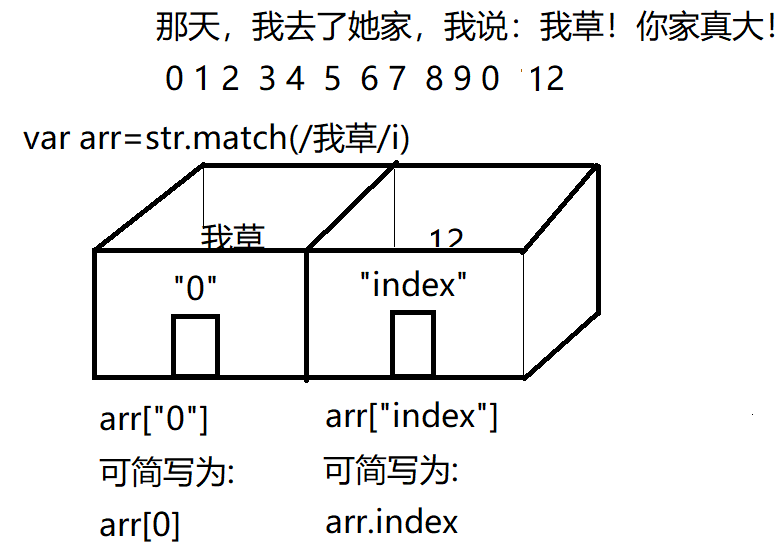 那天，我去了她家，我说：我草！你家真大！
0 1 2 3 4 5 6 7 8 9 0 12
var arr=str.match(/我草/i)
我草 12
"0" "index"
arr["0"] arr["index"]
可简写为: 可简写为:
arr[0] arr.index